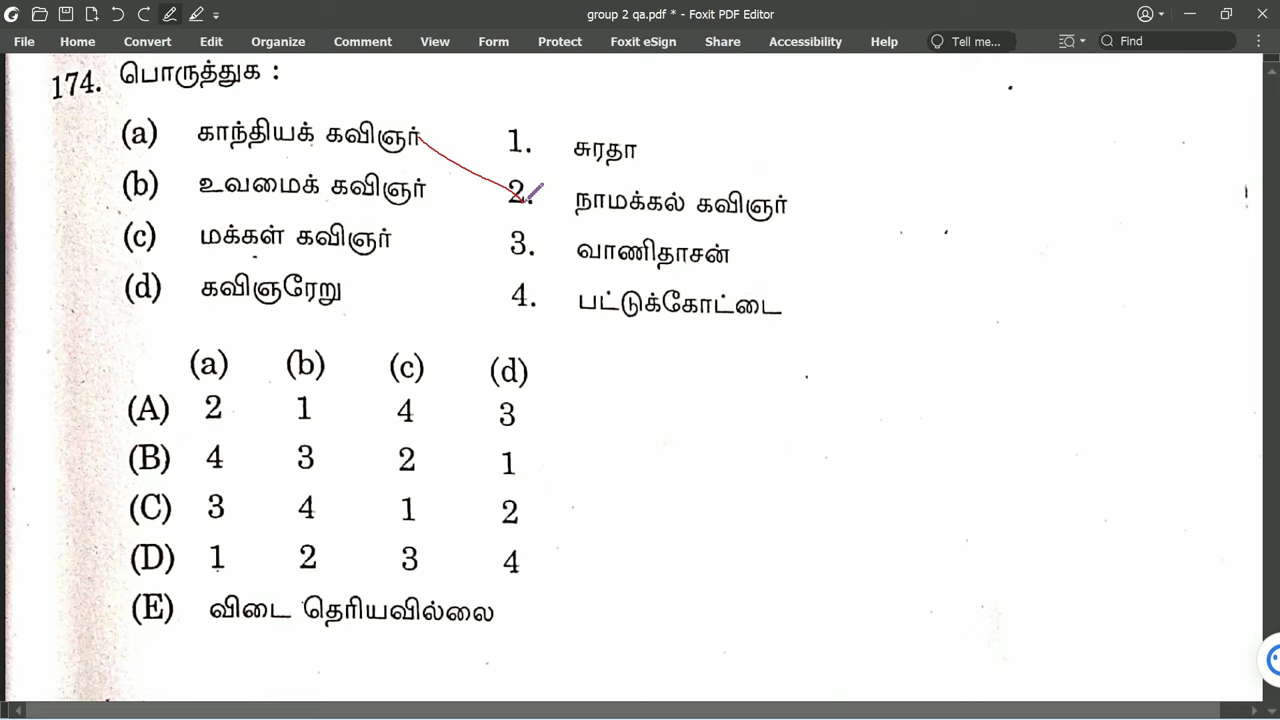 group 2 qa.pdf * - Foxit PDF Editor
File Home Convert Edit Organize Comment View Form Protect Foxit eSign Share Accessibility Help Tell me... Find
174. பொருத்துக :
(a) காந்தியக் கவிஞர் 1. சுரதா
(b) உவமைக் கவிஞர் 2. நாமக்கல் கவிஞர்
(c) மக்கள் கவிஞர் 3. வாணிதாசன்
(d) கவிஞரேறு 4. பட்டுக்கோட்டை
(a) (b) (c) (d)
(A) 2 1 4 3
(B) 4 3 2 1
(C) 3 4 1 2
(D) 1 2 3 4
(E) விடை தெரியவில்லை